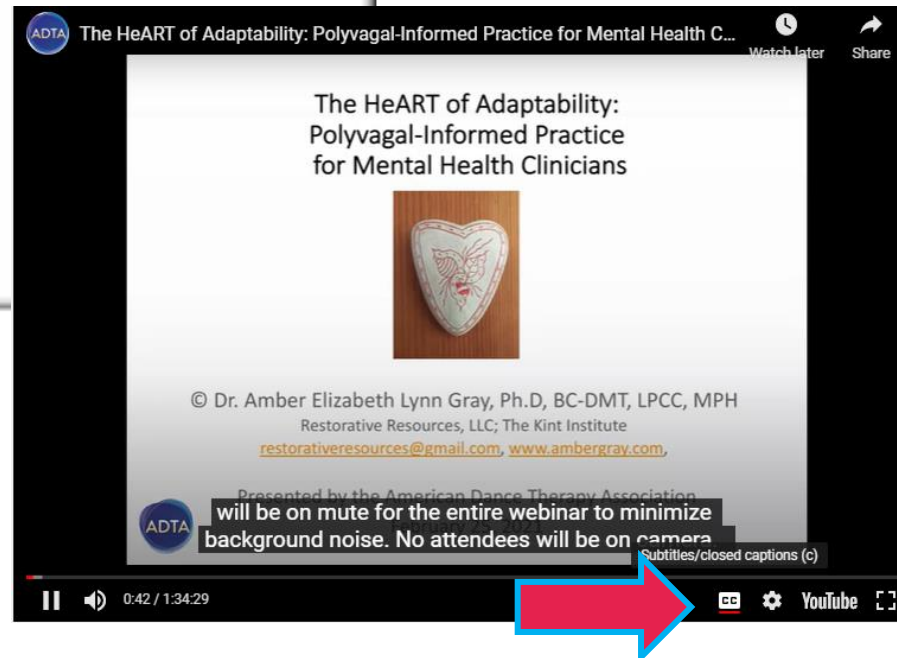 ADTA
The HeART of Adaptability: Polyvagal-Informed Practice for Mental Health C...
Watch later
Share
The HeART of Adaptability:
Polyvagal-Informed Practice
for Mental Health Clinicians
© Dr. Amber Elizabeth Lynn Gray, Ph.D, BC-DMT, LPCC, MPH
Restorative Resources, LLC; The Kint Institute
restorativeresources@gmail.com, www.ambergray.com,
Presented by the American Dance Therapy Association
February 25, 2021
will be on mute for the entire webinar to minimize
background noise. No attendees will be on camera.
ADTA
Subtitles/closed captions (c)
0:42 / 1:34:29
CC
YouTube